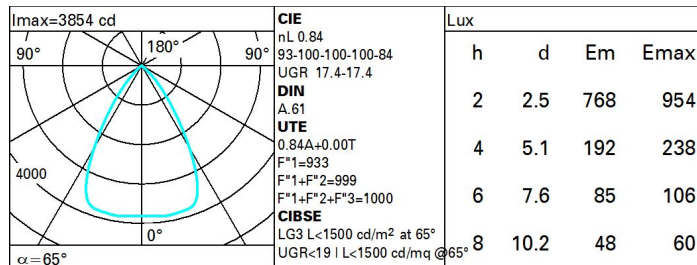 Imax=3854 cd
90° 180° 90°
4000
0°
α=65°
CIE
nL 0.84
93-100-100-100-84
UGR 17.4-17.4
DIN
A.61
UTE
0.84A+0.00T
F"1=933
F"1+F"2=999
F"1+F"2+F"3=1000
CIBSE
LG3 L<1500 cd/m² at 65°
UGR<19 | L<1500 cd/mq @65°
Lux
h d Em Emax
2 2.5 768 954
4 5.1 192 238
6 7.6 85 106
8 10.2 48 60